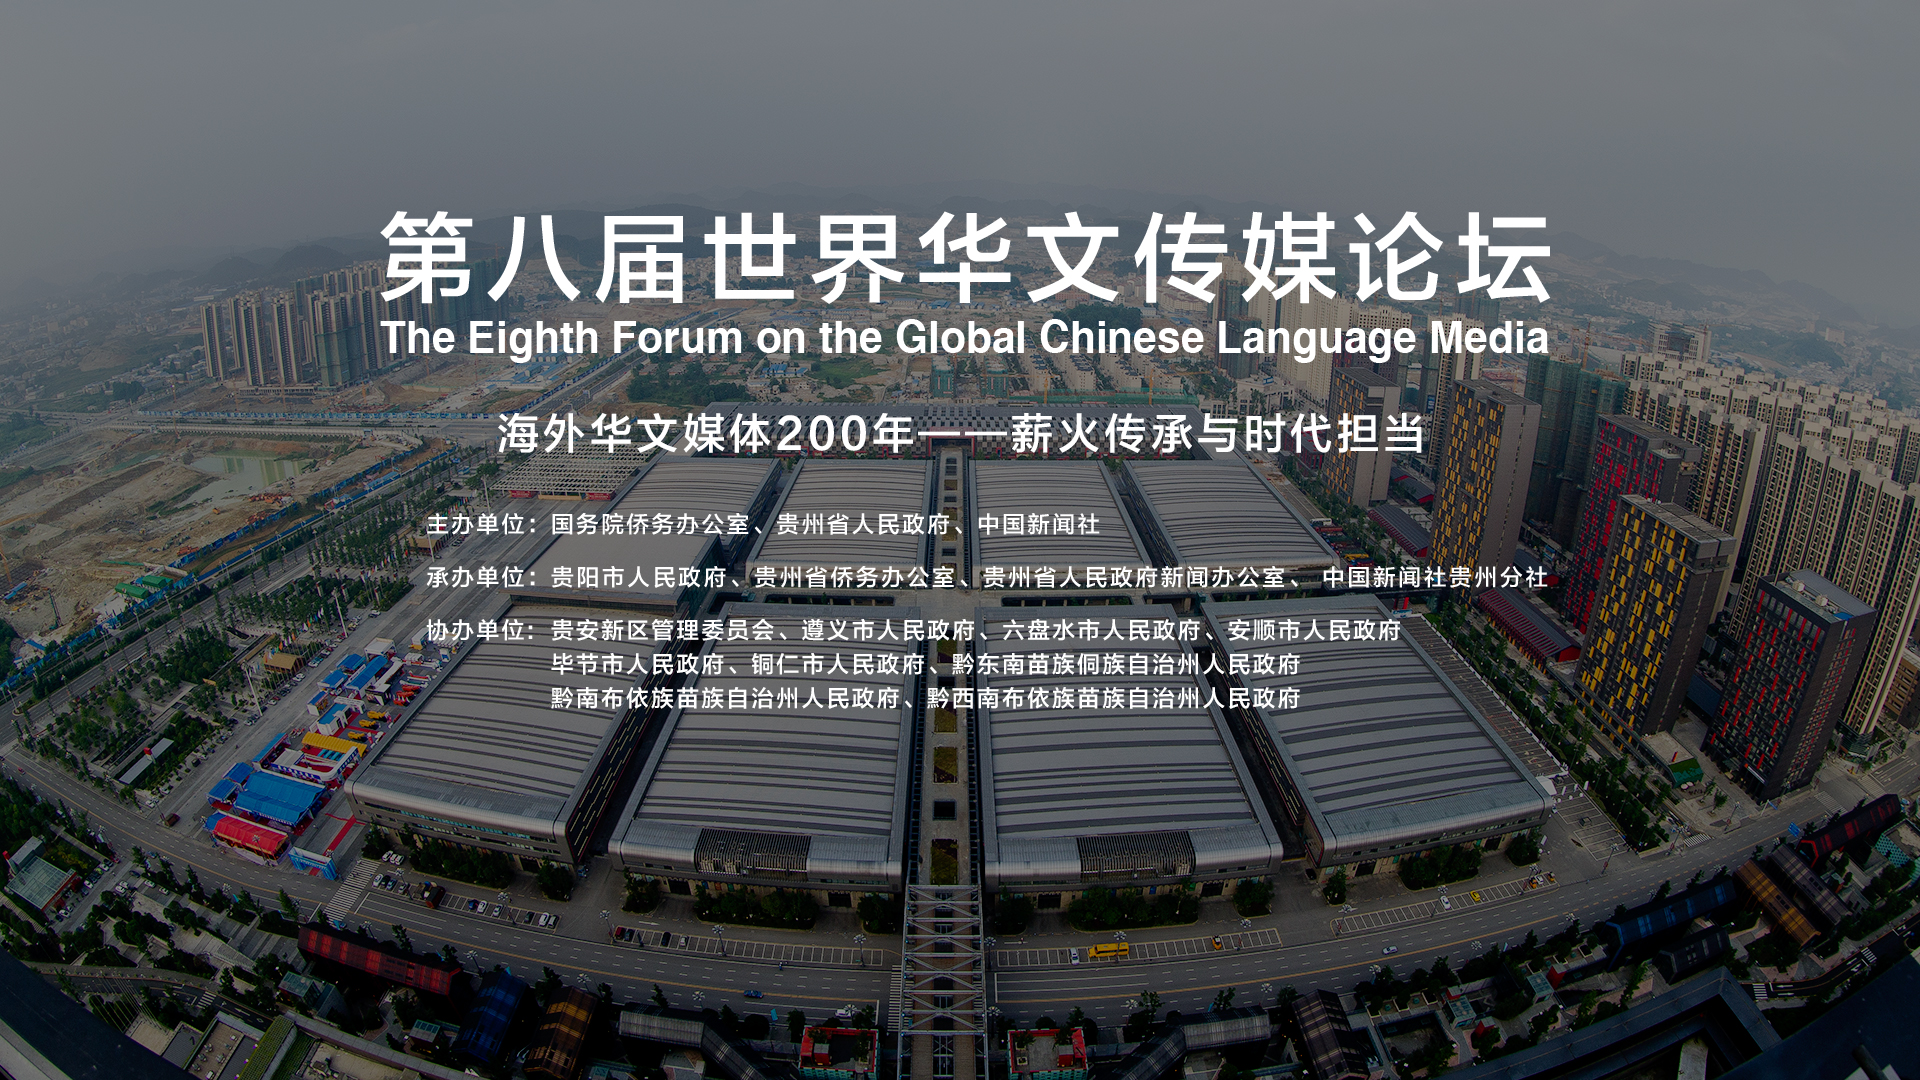 第八届世界华文传媒论坛
The Eighth Forum on the Global Chinese Language Media
海外华文媒体200年——薪火传承与时代担当
主办单位：国务院侨务办公室、贵州省人民政府、中国新闻社
承办单位：贵阳市人民政府、贵州省侨务办公室、贵州省人民政府新闻办公室、 中国新闻社贵州分社
协办单位：贵安新区管理委员会、遵义市人民政府、六盘水市人民政府、安顺市人民政府
毕节市人民政府、铜仁市人民政府、黔东南苗族侗族自治州人民政府
黔南布依族苗族自治州人民政府、黔西南布依族苗族自治州人民政府